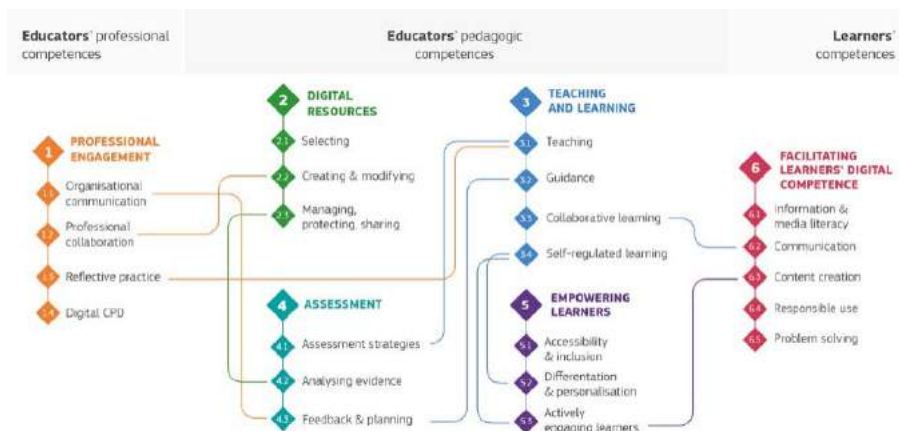 Educators' professional
competences
Educators' pedagogic
competences
Learners'
competences
1
PROFESSIONAL
ENGAGEMENT
1.1
Organisational
communication
1.2
Professional
collaboration
1.3
Reflective practice
1.4
Digital CPD
2
DIGITAL
RESOURCES
2.1
Selecting
2.2
Creating & modifying
2.3
Managing,
protecting, sharing
3
TEACHING
AND LEARNING
3.1
Teaching
3.2
Guidance
3.3
Collaborative learning
3.4
Self-regulated learning
4
ASSESSMENT
4.1
Assessment strategies
4.2
Analysing evidence
4.3
Feedback & planning
5
EMPOWERING
LEARNERS
5.1
Accessibility
& inclusion
5.2
Differentation
& personalisation
5.3
Actively
engaging learners
6
FACILITATING
LEARNERS' DIGITAL
COMPETENCE
6.1
Information &
media literacy
6.2
Communication
6.3
Content creation
6.4
Responsible use
6.5
Problem solving